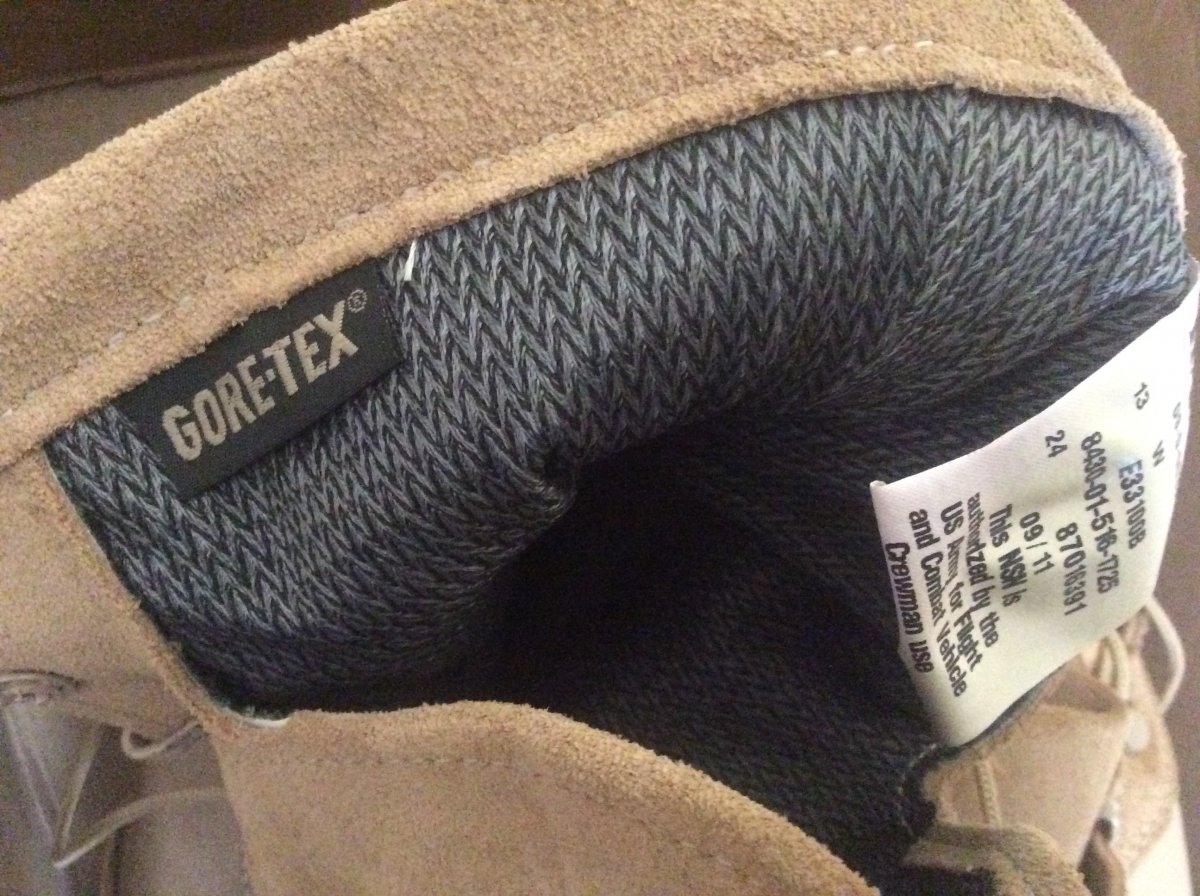 GORE-TEX®
13 W
E33100B
8430-01-516-1725
24 87016391
09/11
This NSN is
authorized by the
US Army for Flight
and Combat Vehicle
Crewman use